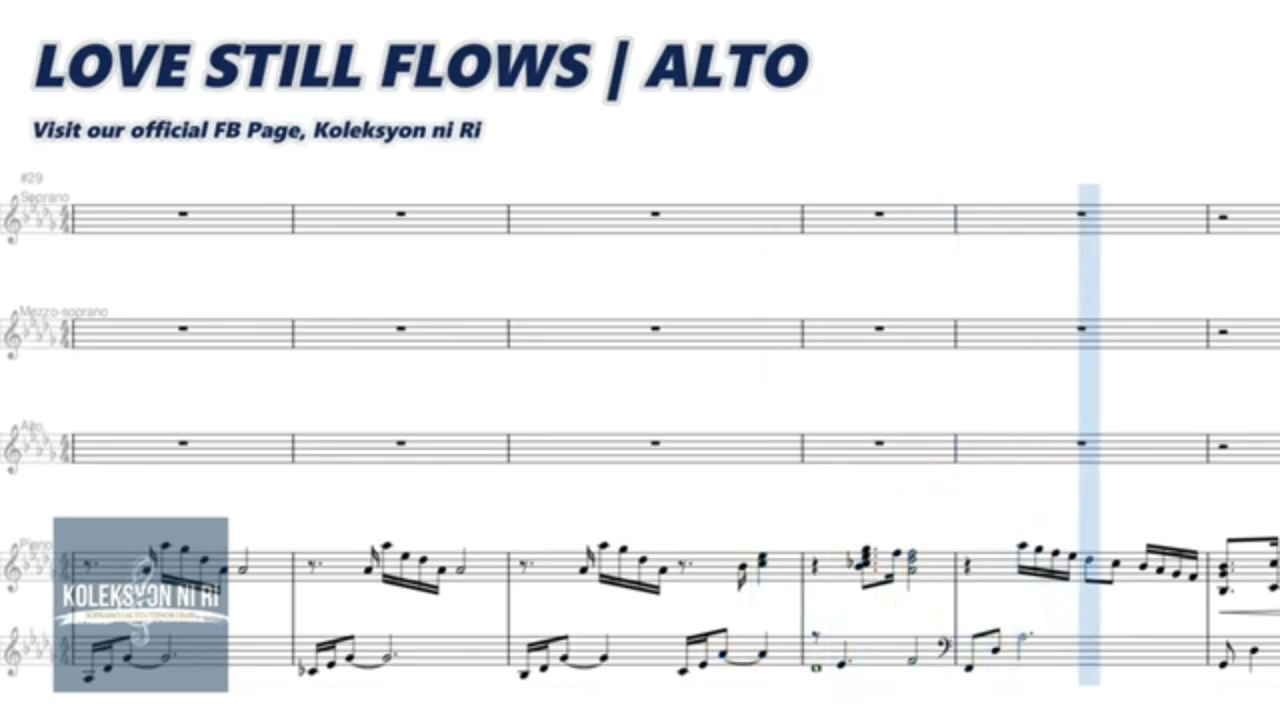 LOVE STILL FLOWS | ALTO
Visit our official FB Page, Koleksyon ni Ri
#29
Soprano
Mezzo-soprano
Alto
Piano
KOLEKSYON NI RI